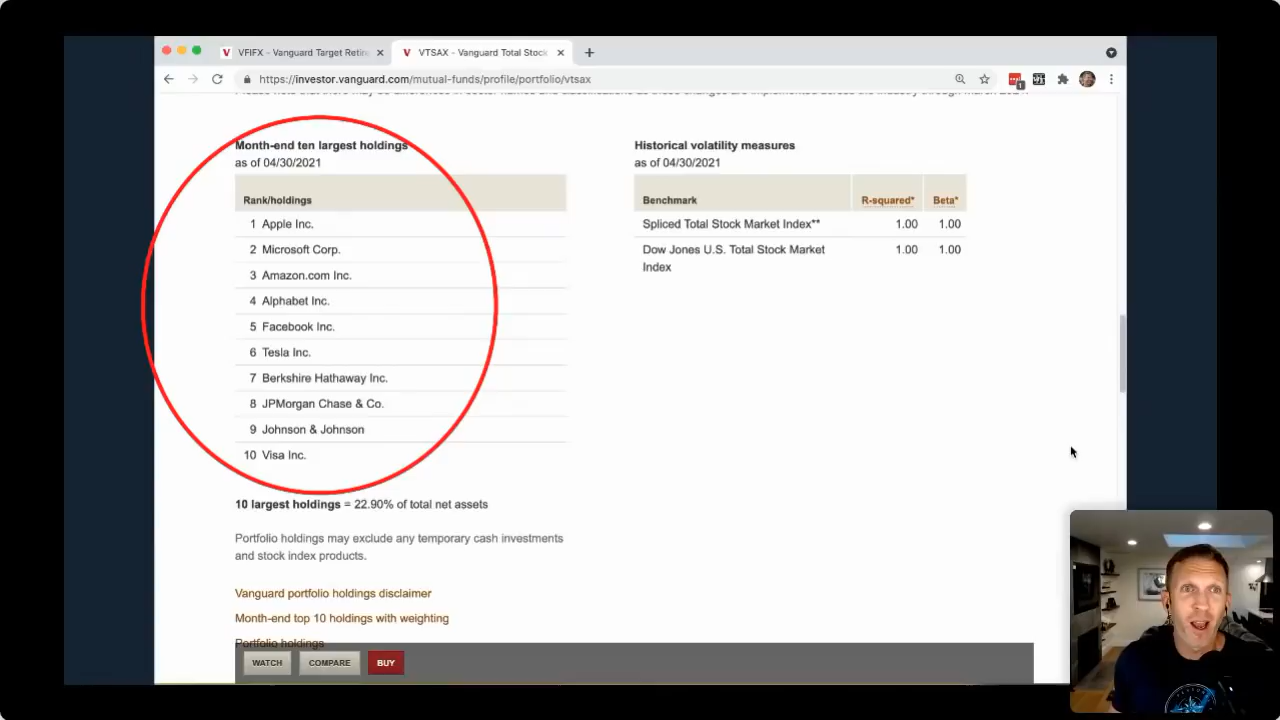 VFIFX - Vanguard Target Retire
VTSAX - Vanguard Total Stock
https://investor.vanguard.com/mutual-funds/profile/portfolio/vtsax
Month-end ten largest holdings
as of 04/30/2021
Rank/holdings
1 Apple Inc.
2 Microsoft Corp.
3 Amazon.com Inc.
4 Alphabet Inc.
5 Facebook Inc.
6 Tesla Inc.
7 Berkshire Hathaway Inc.
8 JPMorgan Chase & Co.
9 Johnson & Johnson
10 Visa Inc.
10 largest holdings = 22.90% of total net assets
Portfolio holdings may exclude any temporary cash investments
and stock index products.
Vanguard portfolio holdings disclaimer
Month-end top 10 holdings with weighting
Portfolio holdings
Historical volatility measures
as of 04/30/2021
Benchmark R-squared* Beta*
Spliced Total Stock Market Index** 1.00 1.00
Dow Jones U.S. Total Stock Market 1.00 1.00
Index
WATCH COMPARE BUY